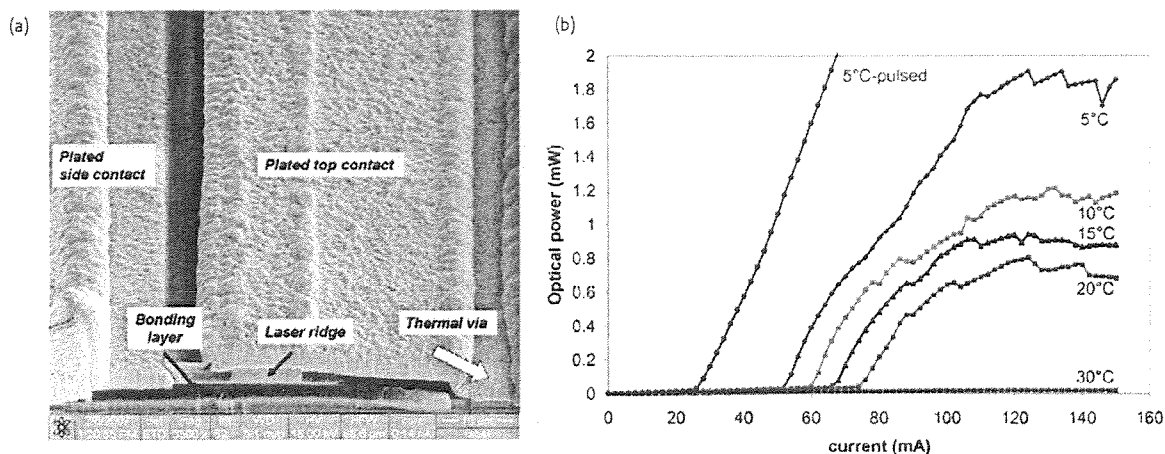 (a)
Plated
side contact
Plated top contact
Bonding
layer
Laser ridge
Thermal via
(b)
Optical power (mW)
2
1.8
1.6
1.4
1.2
1
0.8
0.6
0.4
0.2
0
5°C-pulsed
5°C
10°C
15°C
20°C
30°C
0 20 40 60 80 100 120 140 160
current (mA)